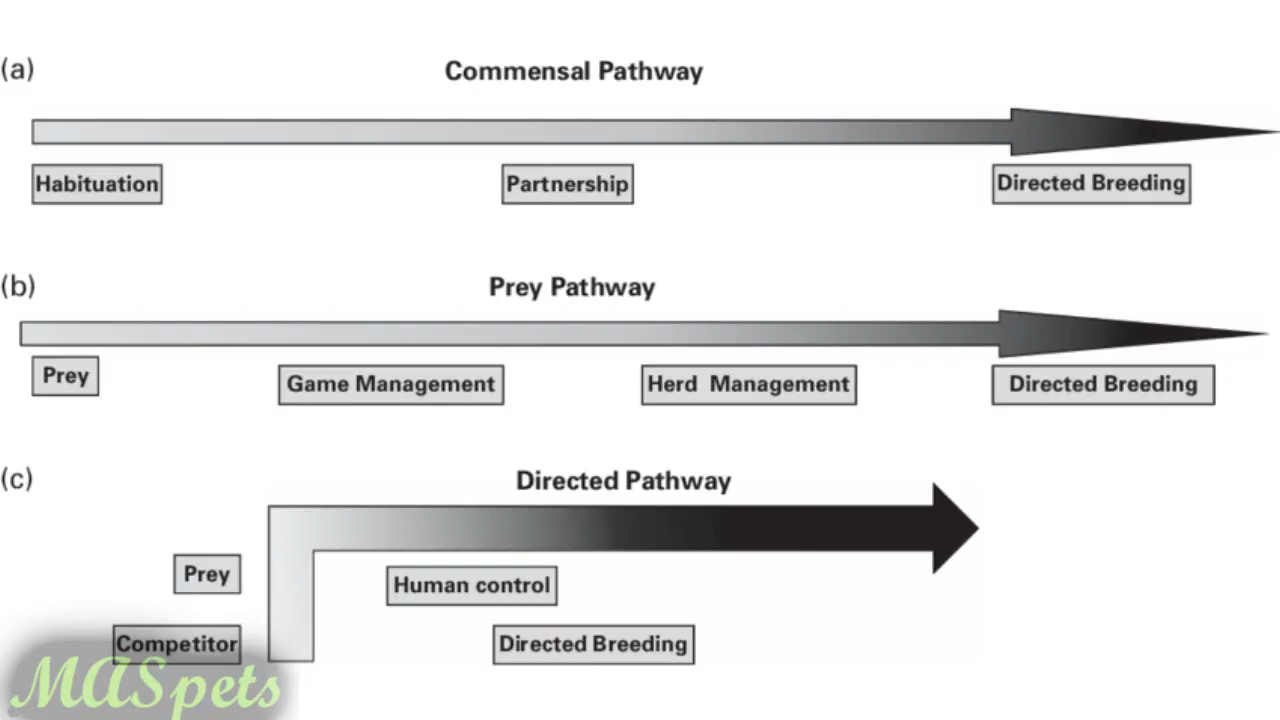 (a)
Commensal Pathway
Habituation
Partnership
Directed Breeding
(b)
Prey Pathway
Prey
Game Management
Herd Management
Directed Breeding
(c)
Directed Pathway
Prey
Human control
Competitor
Directed Breeding
MASpets